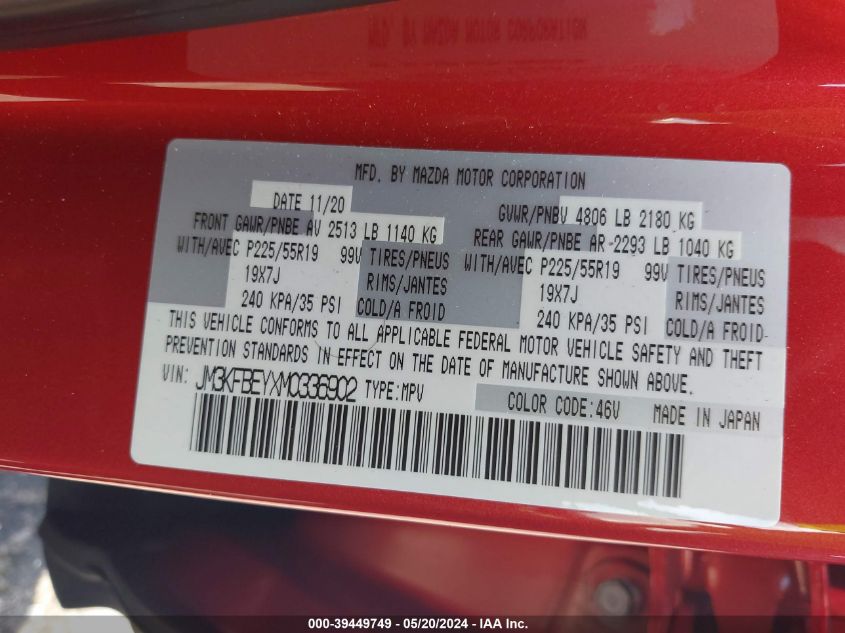 MFD. BY MAZDA MOTOR CORPORATION
MFD. BY MAZDA MOTOR CORPORATION
DATE 11/20 GVWR/PNBV 4806 LB 2180 KG
FRONT GAWR/PNBE AV 2513 LB 1140 KG REAR GAWR/PNBE AR 2293 LB 1040 KG
WITH/AVEC P225/55R19 99V TIRES/PNEUS WITH/AVEC P225/55R19 99V TIRES/PNEUS
19X7J RIMS/JANTES 19X7J RIMS/JANTES
240 KPA/35 PSI COLD/A FROID 240 KPA/35 PSI COLD/A FROID
THIS VEHICLE CONFORMS TO ALL APPLICABLE FEDERAL MOTOR VEHICLE SAFETY AND THEFT
PREVENTION STANDARDS IN EFFECT ON THE DATE OF MANUFACTURE SHOWN ABOVE.
VIN: JM3KFBEYXM0336902 TYPE:MPV COLOR CODE:46V MADE IN JAPAN
000-39449749 - 05/20/2024 - IAA Inc.